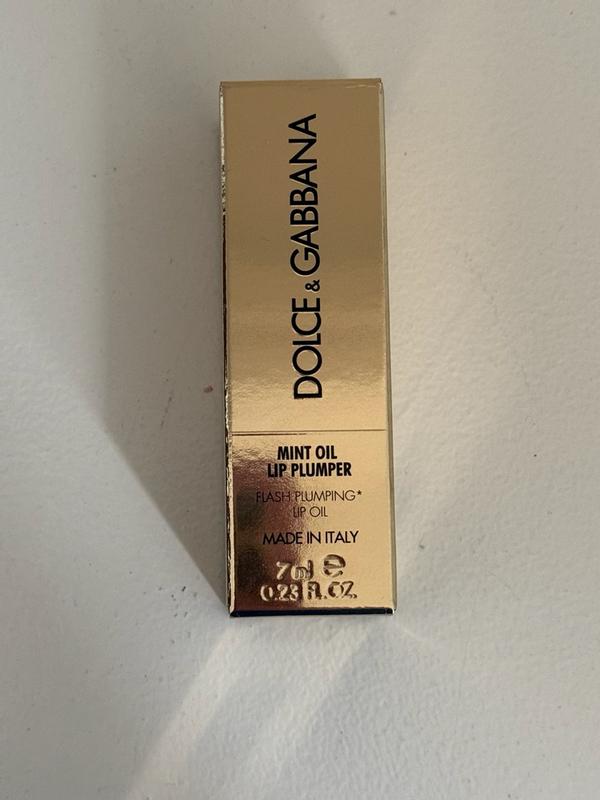 DOLCE & GABBANA
MINT OIL
LIP PLUMPER
FLASH PLUMPING*
LIP OIL
MADE IN ITALY
7ml e
0.23 fl. OZ.